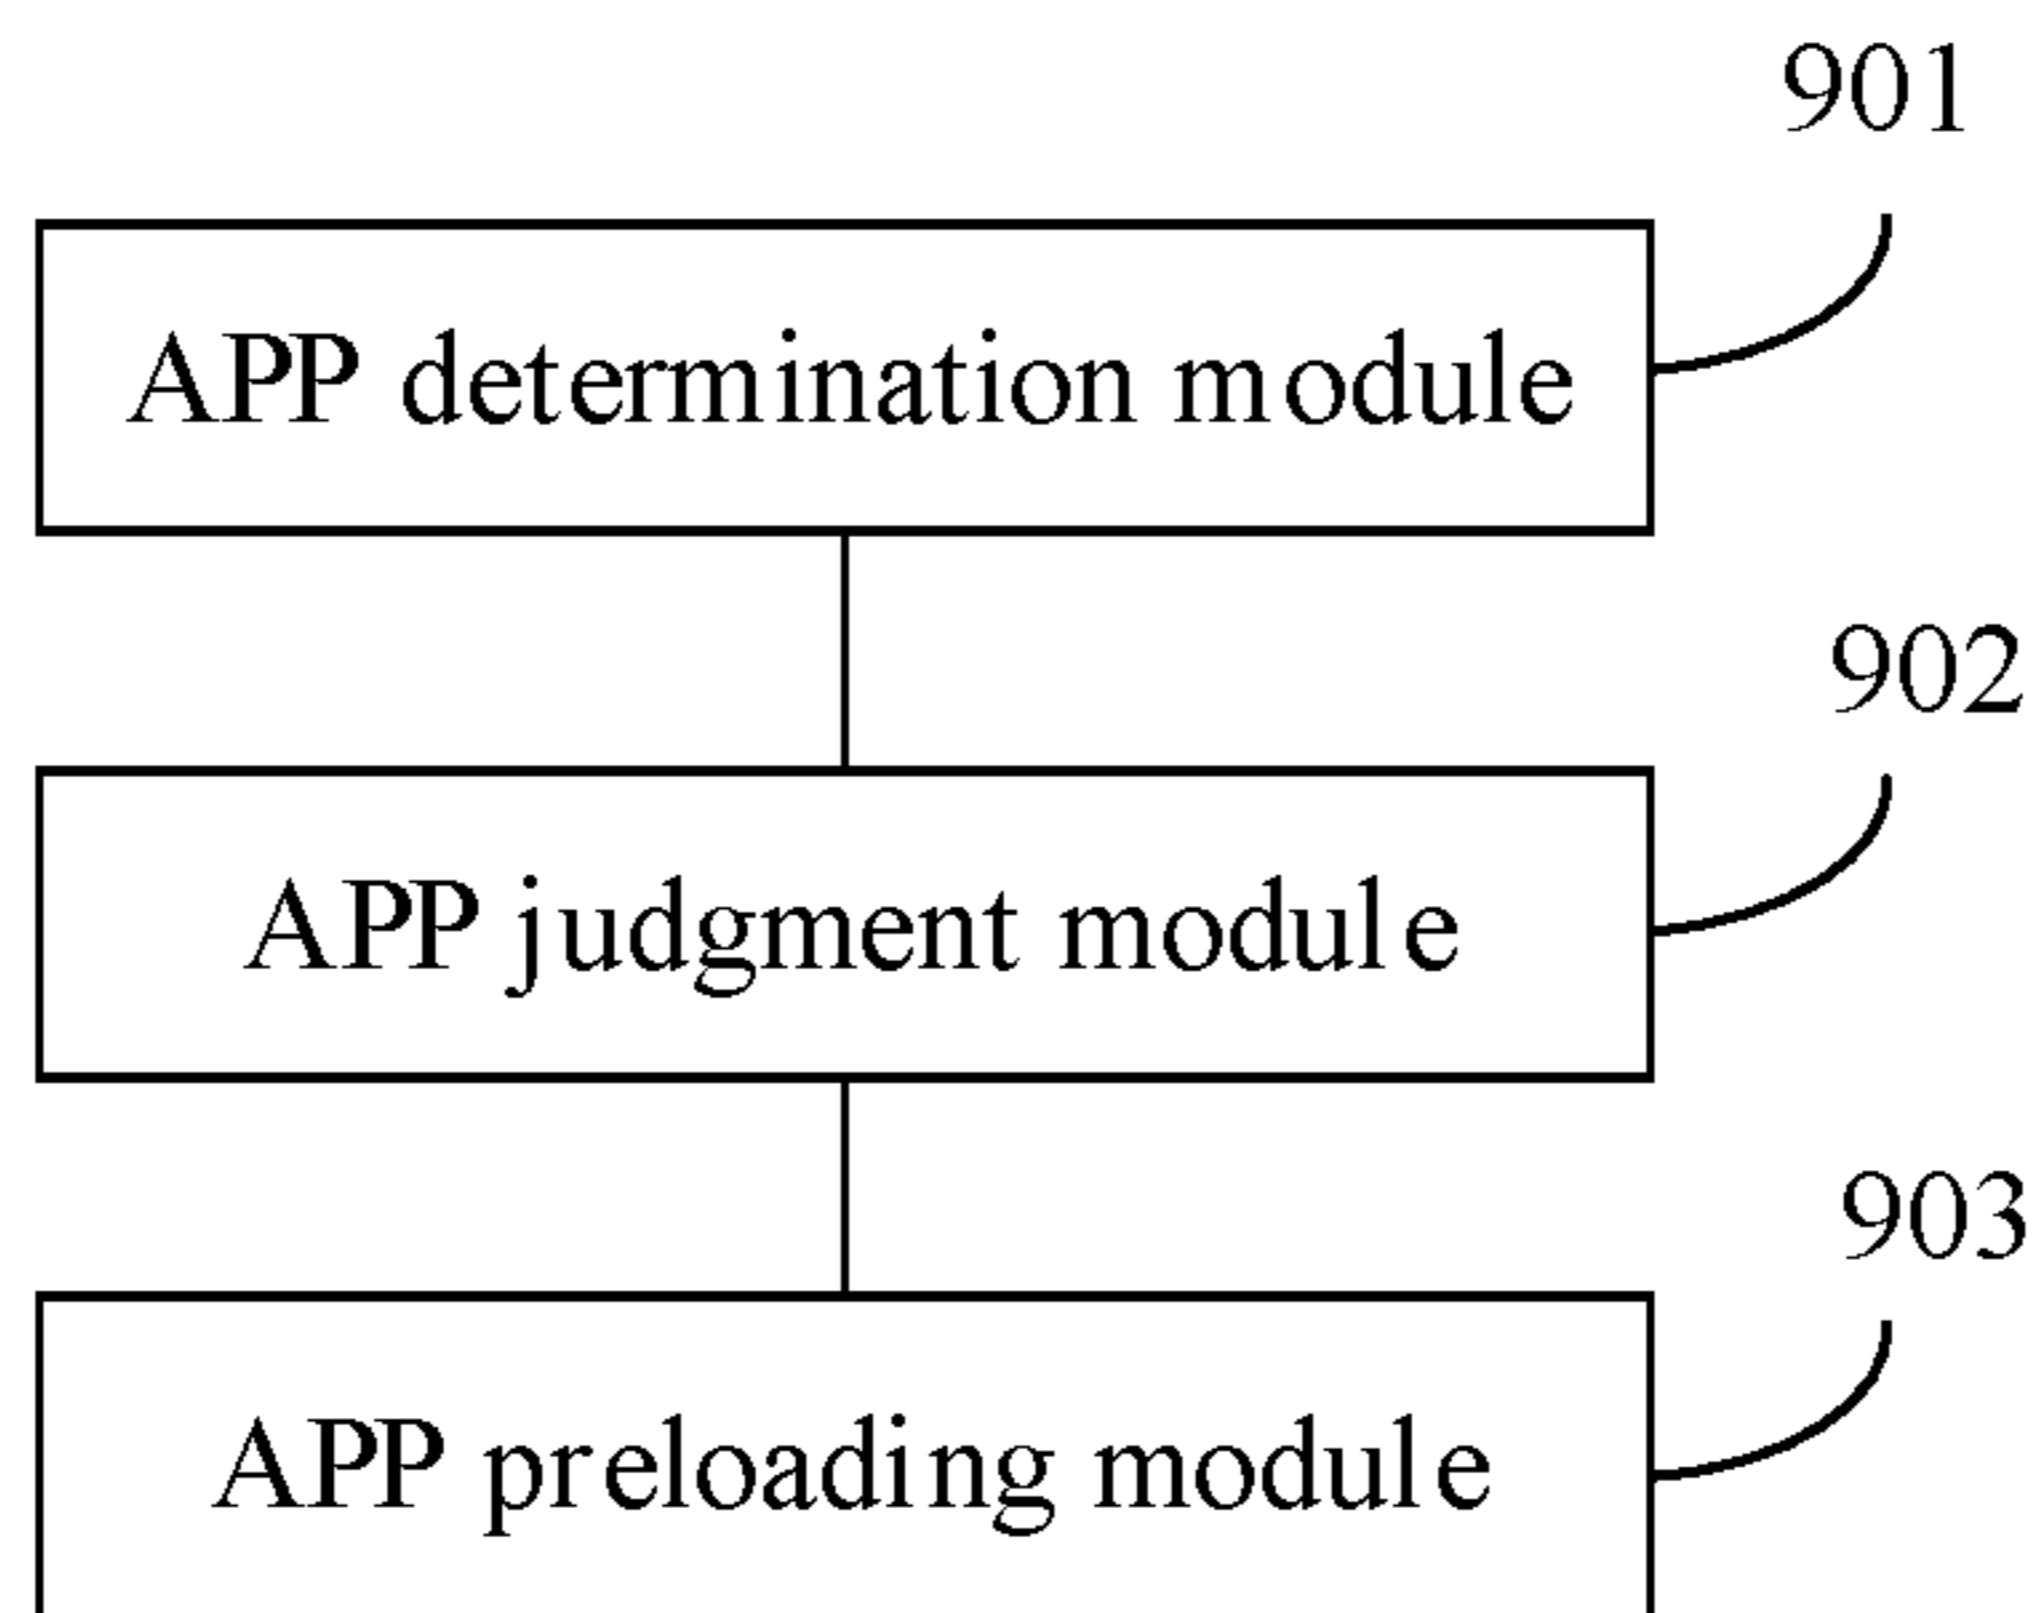 901
APP determination module
902
APP judgment module
903
APP preloading module